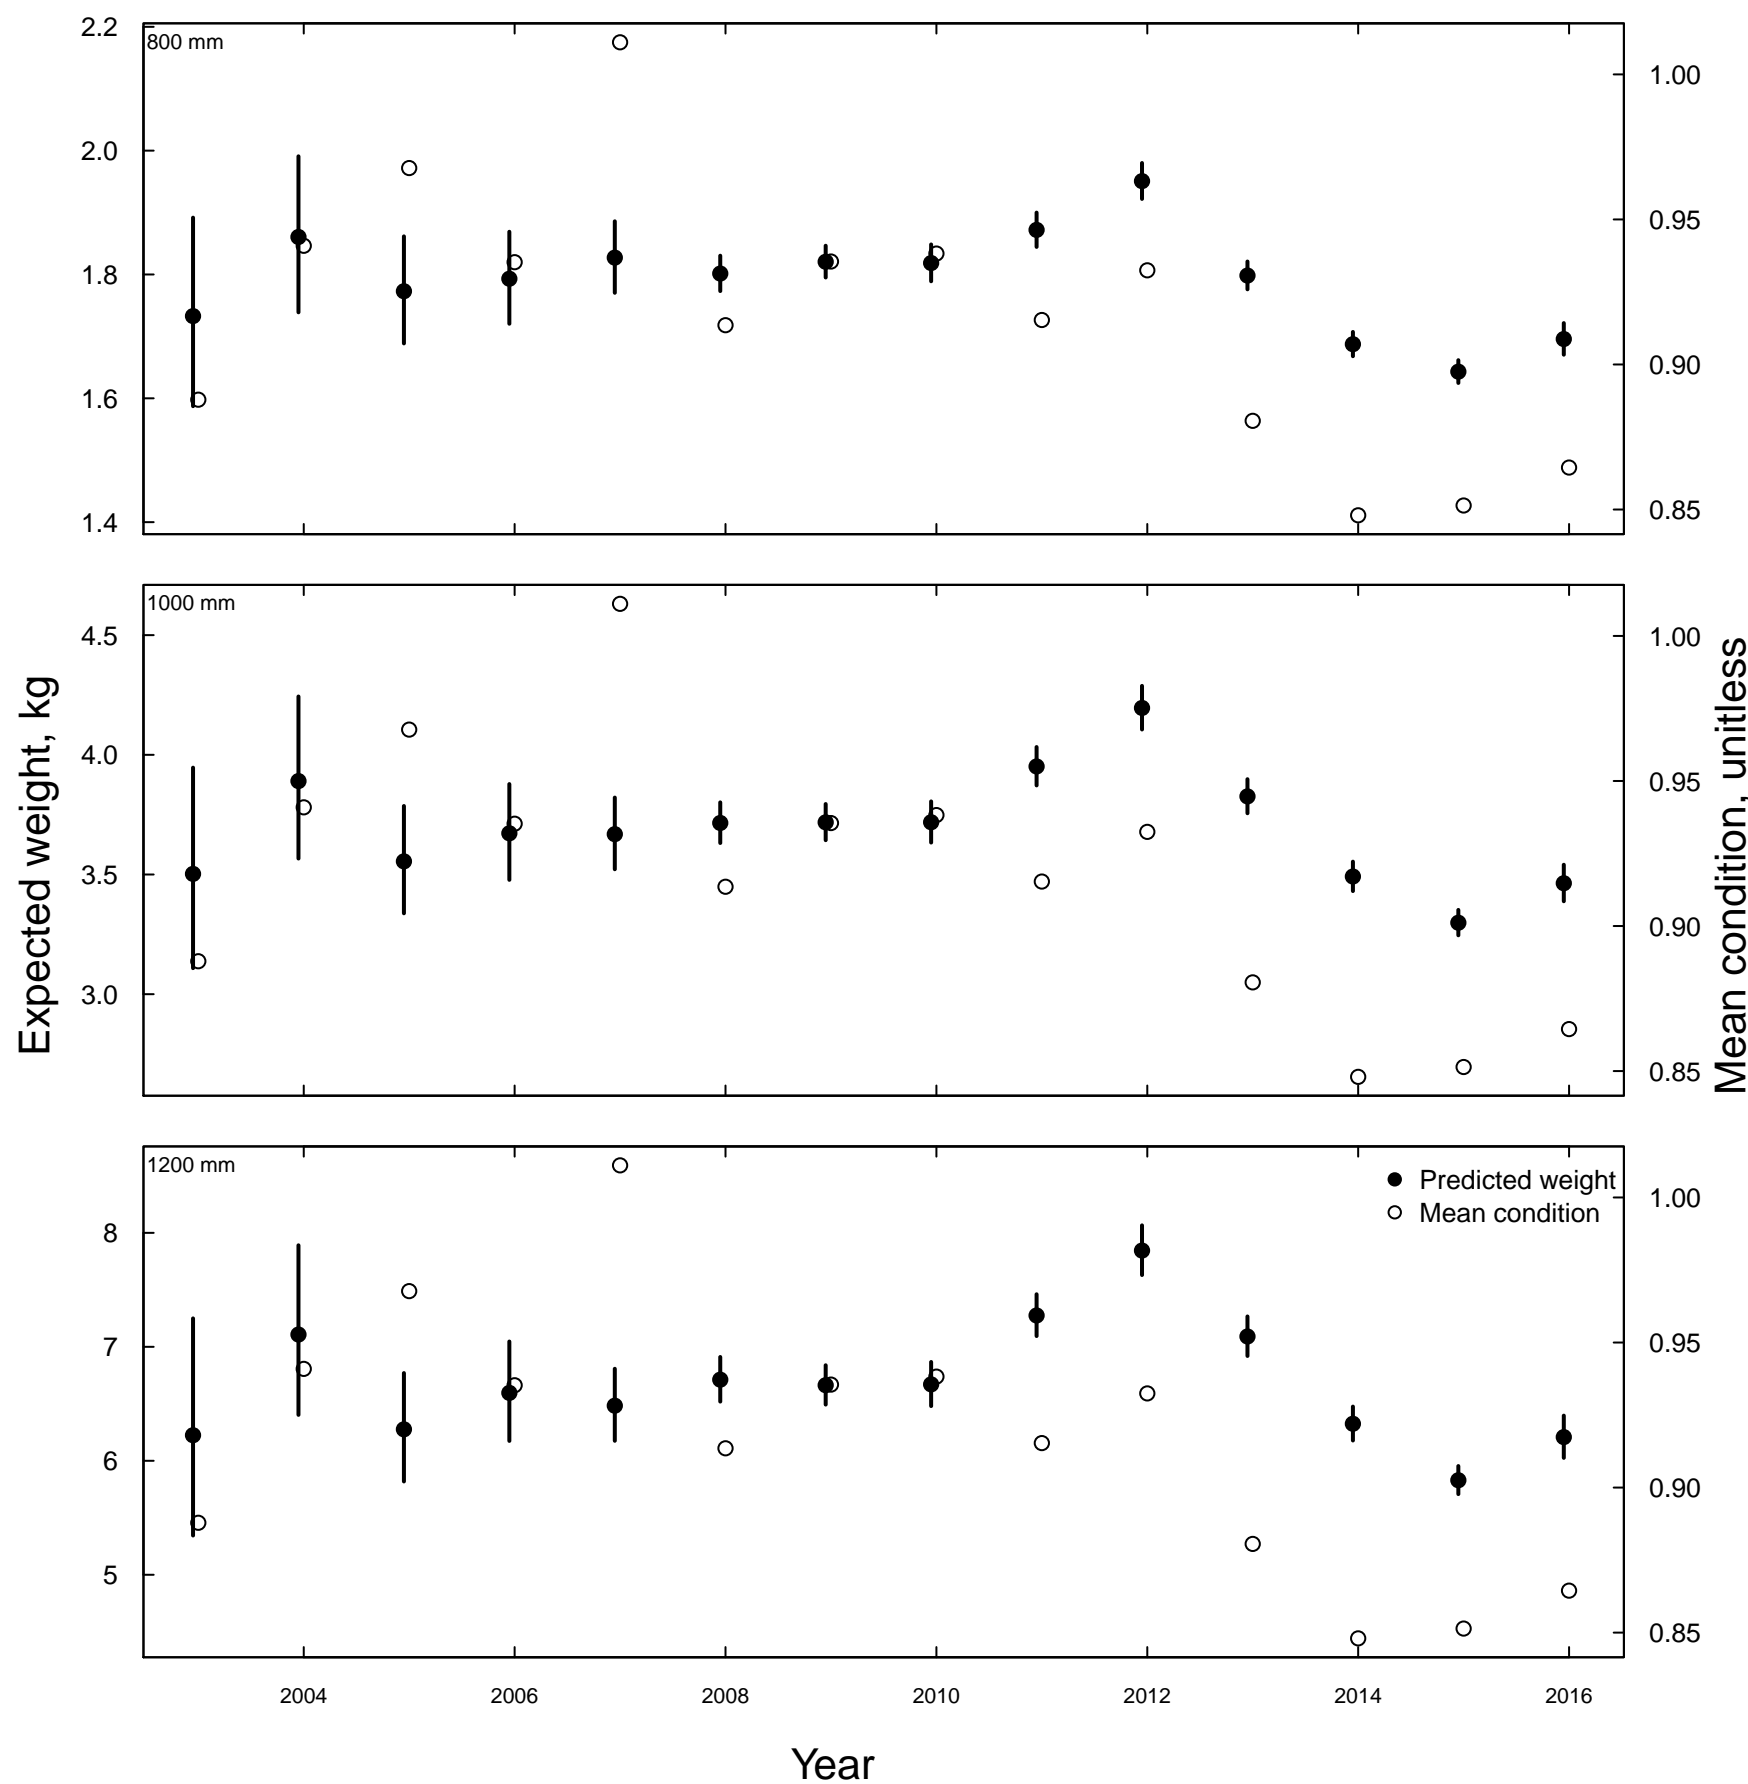 800 mm
2.2
2.0
1.8
1.6
1.4
1.00
0.95
0.90
0.85
1000 mm
4.5
4.0
3.5
3.0
1.00
0.95
0.90
0.85
Expected weight, kg
Mean condition, unitless
1200 mm
8
7
6
5
Predicted weight
Mean condition
1.00
0.95
0.90
0.85
2004 2006 2008 2010 2012 2014 2016
Year